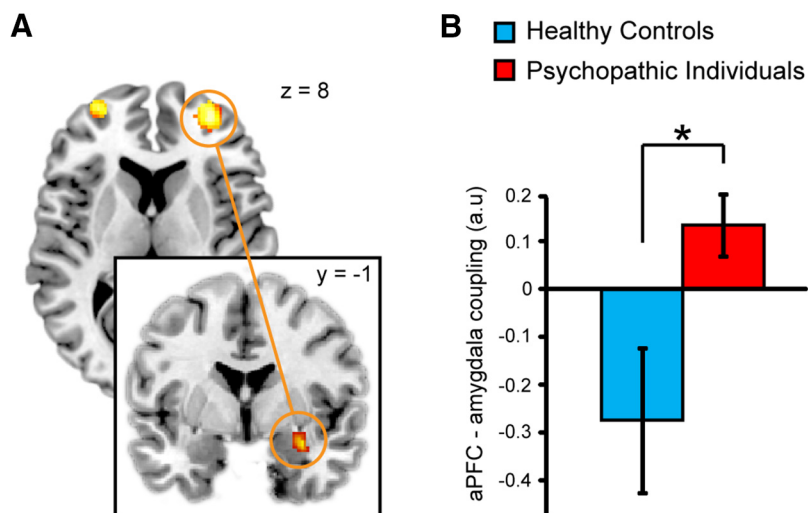 A
z = 8
y = -1
B
Healthy Controls
Psychopathic Individuals
*
aPFC - amygdala coupling (a.u)
0.2
0.1
0
-0.1
-0.2
-0.3
-0.4